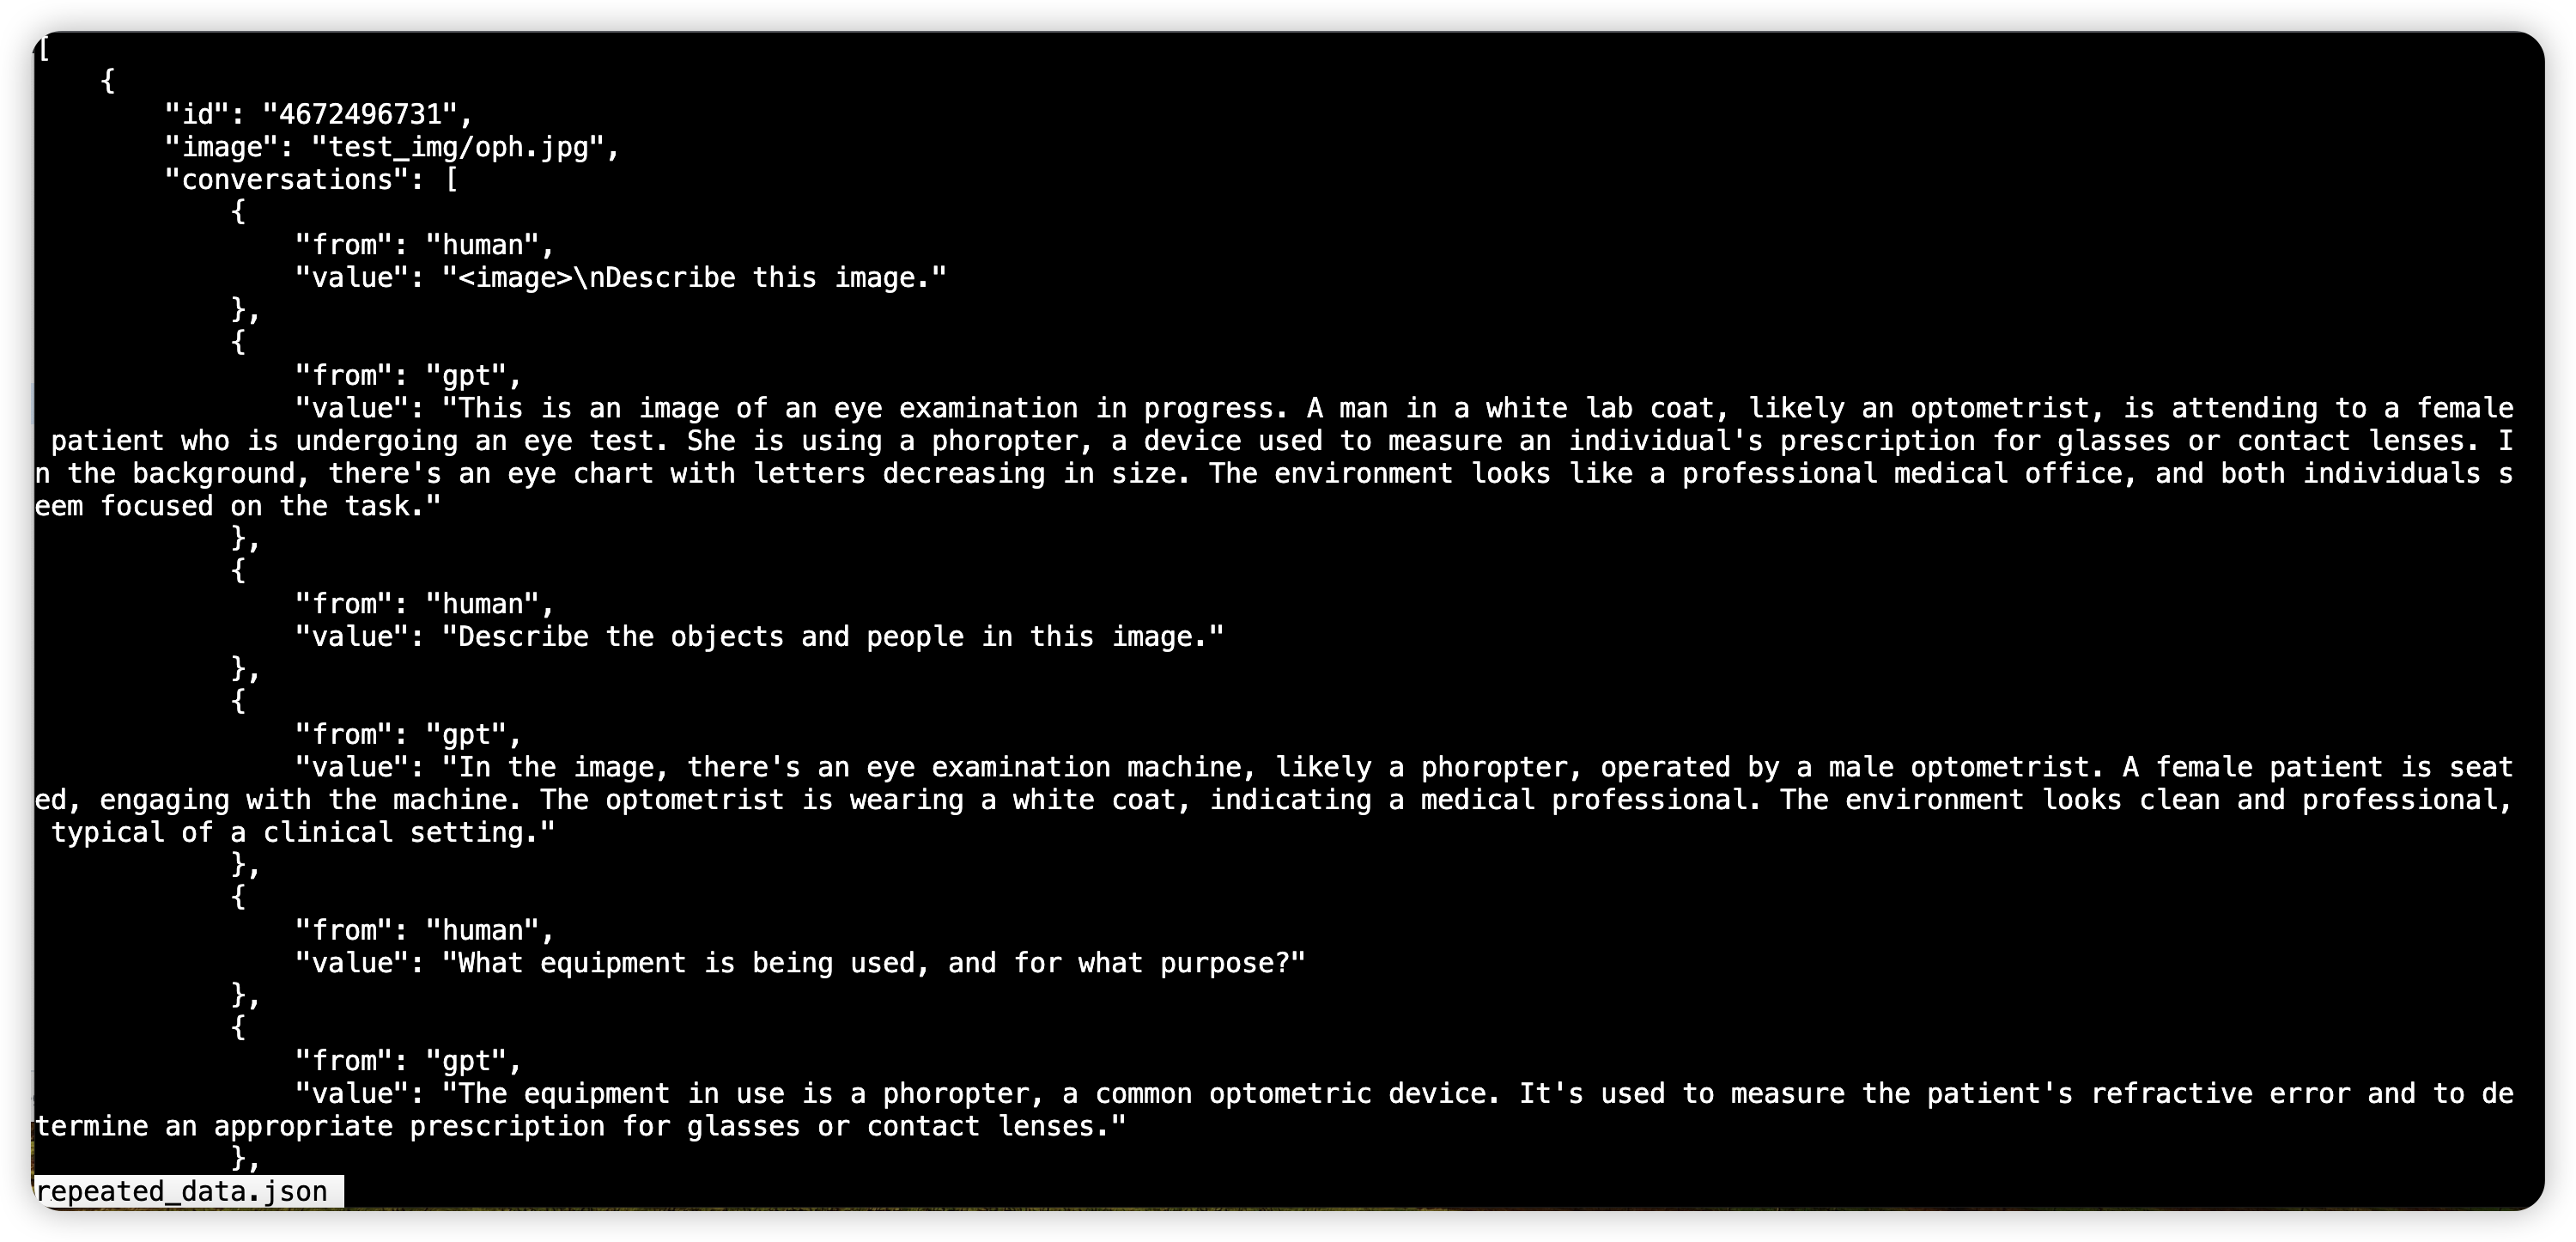 [
    {
        "id": "4672496731",
        "image": "test_img/oph.jpg",
        "conversations": [
            {
                "from": "human",
                "value": "<image>\nDescribe this image."
            },
            {
                "from": "gpt",
                "value": "This is an image of an eye examination in progress. A man in a white lab coat, likely an optometrist, is attending to a female
 patient who is undergoing an eye test. She is using a phoropter, a device used to measure an individual's prescription for glasses or contact lenses. I
n the background, there's an eye chart with letters decreasing in size. The environment looks like a professional medical office, and both individuals s
eem focused on the task."
            },
            {
                "from": "human",
                "value": "Describe the objects and people in this image."
            },
            {
                "from": "gpt",
                "value": "In the image, there's an eye examination machine, likely a phoropter, operated by a male optometrist. A female patient is seat
ed, engaging with the machine. The optometrist is wearing a white coat, indicating a medical professional. The environment looks clean and professional,
 typical of a clinical setting."
            },
            {
                "from": "human",
                "value": "What equipment is being used, and for what purpose?"
            },
            {
                "from": "gpt",
                "value": "The equipment in use is a phoropter, a common optometric device. It's used to measure the patient's refractive error and to de
termine an appropriate prescription for glasses or contact lenses."
            },
repeated_data.json